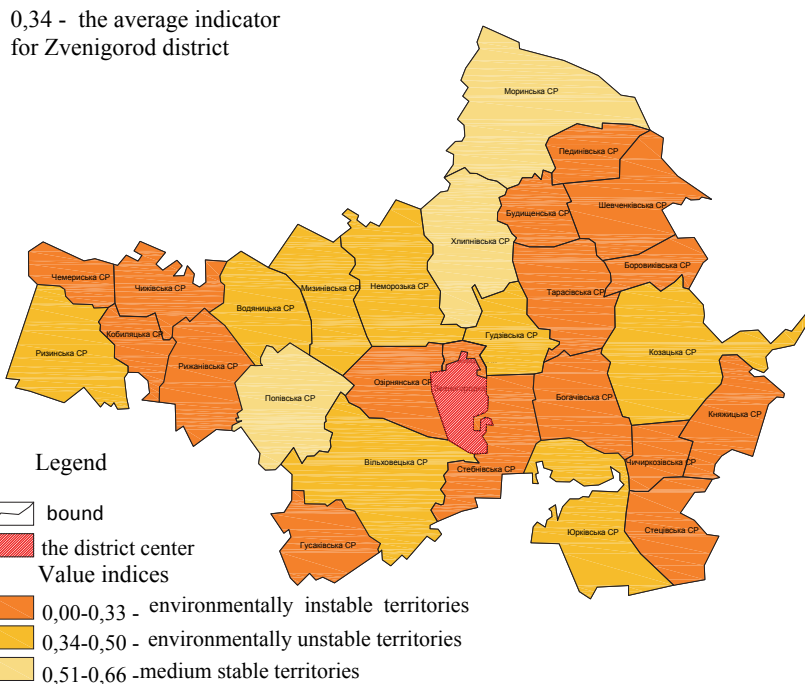 0,34 - the average indicator
for Zvenigorod district
Моринська СР
Пединівська СР
Шевченківська СР
Будищенська СР
Хлипнівська СР
Боровиківська СР
Чемериська СР
Чижівська СР
Мизинівська СР
Неморозька СР
Тарасівська СР
Водяницька СР
Кобиляцька СР
Гудзівська СР
Ризинська СР
Рижанівська СР
Козацька СР
Озірнянська СР
Попівська СР
Богачівська СР
Княжицька СР
Вільховецька СР
Стебнівська СР
Чичиркозівська СР
Гусаківська СР
Юрківська СР
Стецівська СР
Legend
bound
the district center
Value indices
0,00-0,33 - environmentally instable territories
0,34-0,50 - environmentally unstable territories
0,51-0,66 -medium stable territories